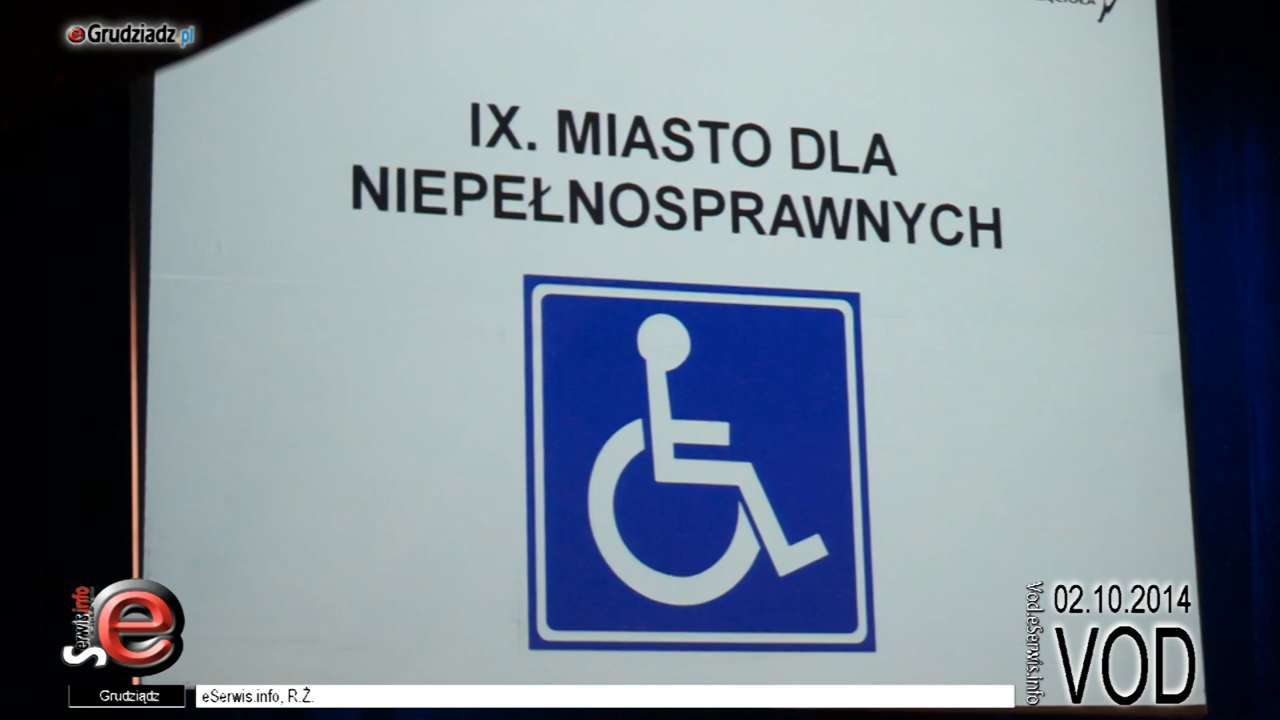 eGrudziadz.pl
IX. MIASTO DLA
NIEPEŁNOSPRAWNYCH
Serwis.info
e
Vod.eSerwis.info
02.10.2014
VOD
Grudziądz
eSerwis.info, R.Ż.